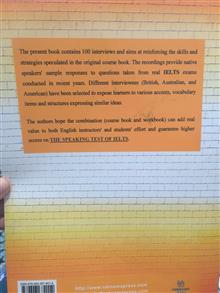 The present book contains 100 interviews and aims at reinforcing the skills and
strategies speculated in the original course book. The recordings provide native
speakers' sample responses to questions taken from real IELTS exams
conducted in recent years. Different interviewees (British, Australian, and
American) have been selected to expose learners to various accents, vocabulary
items and structures expressing similar ideas.
The authors hope the combination (course book and workbook) can add
real value to both English instructors' and students' effort and guarantee higher
scores on THE SPEAKING TEST OF IELTS.